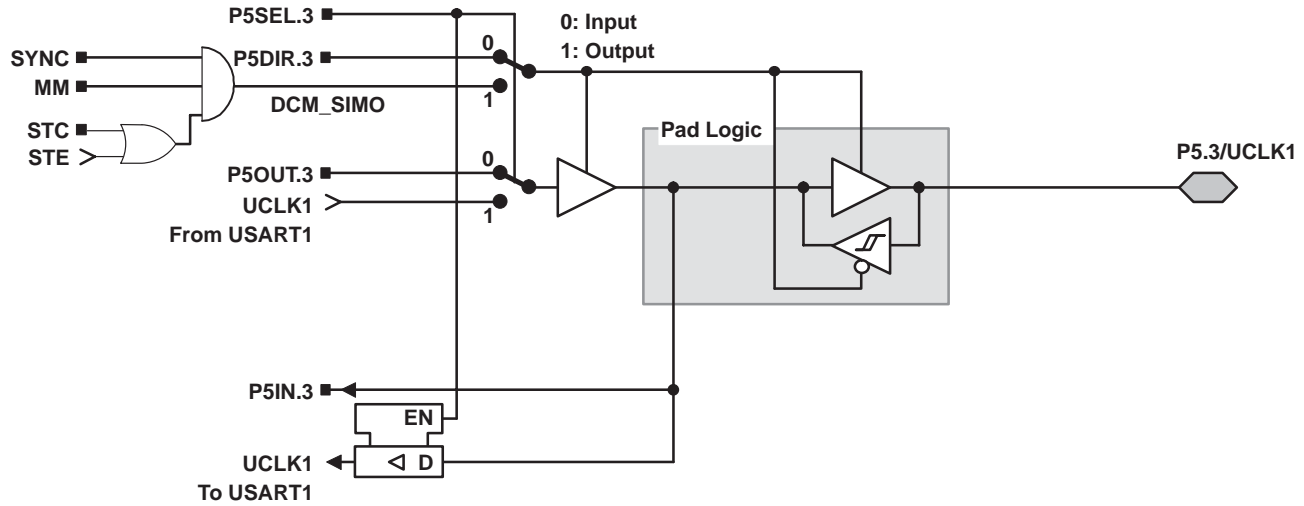 P5SEL.3
0: Input
1: Output
SYNC
P5DIR.3
0
MM
1
DCM_SIMO
STC
STE
Pad Logic
P5.3/UCLK1
P5OUT.3
0
UCLK1
1
From USART1
P5IN.3
EN
UCLK1
D
To USART1